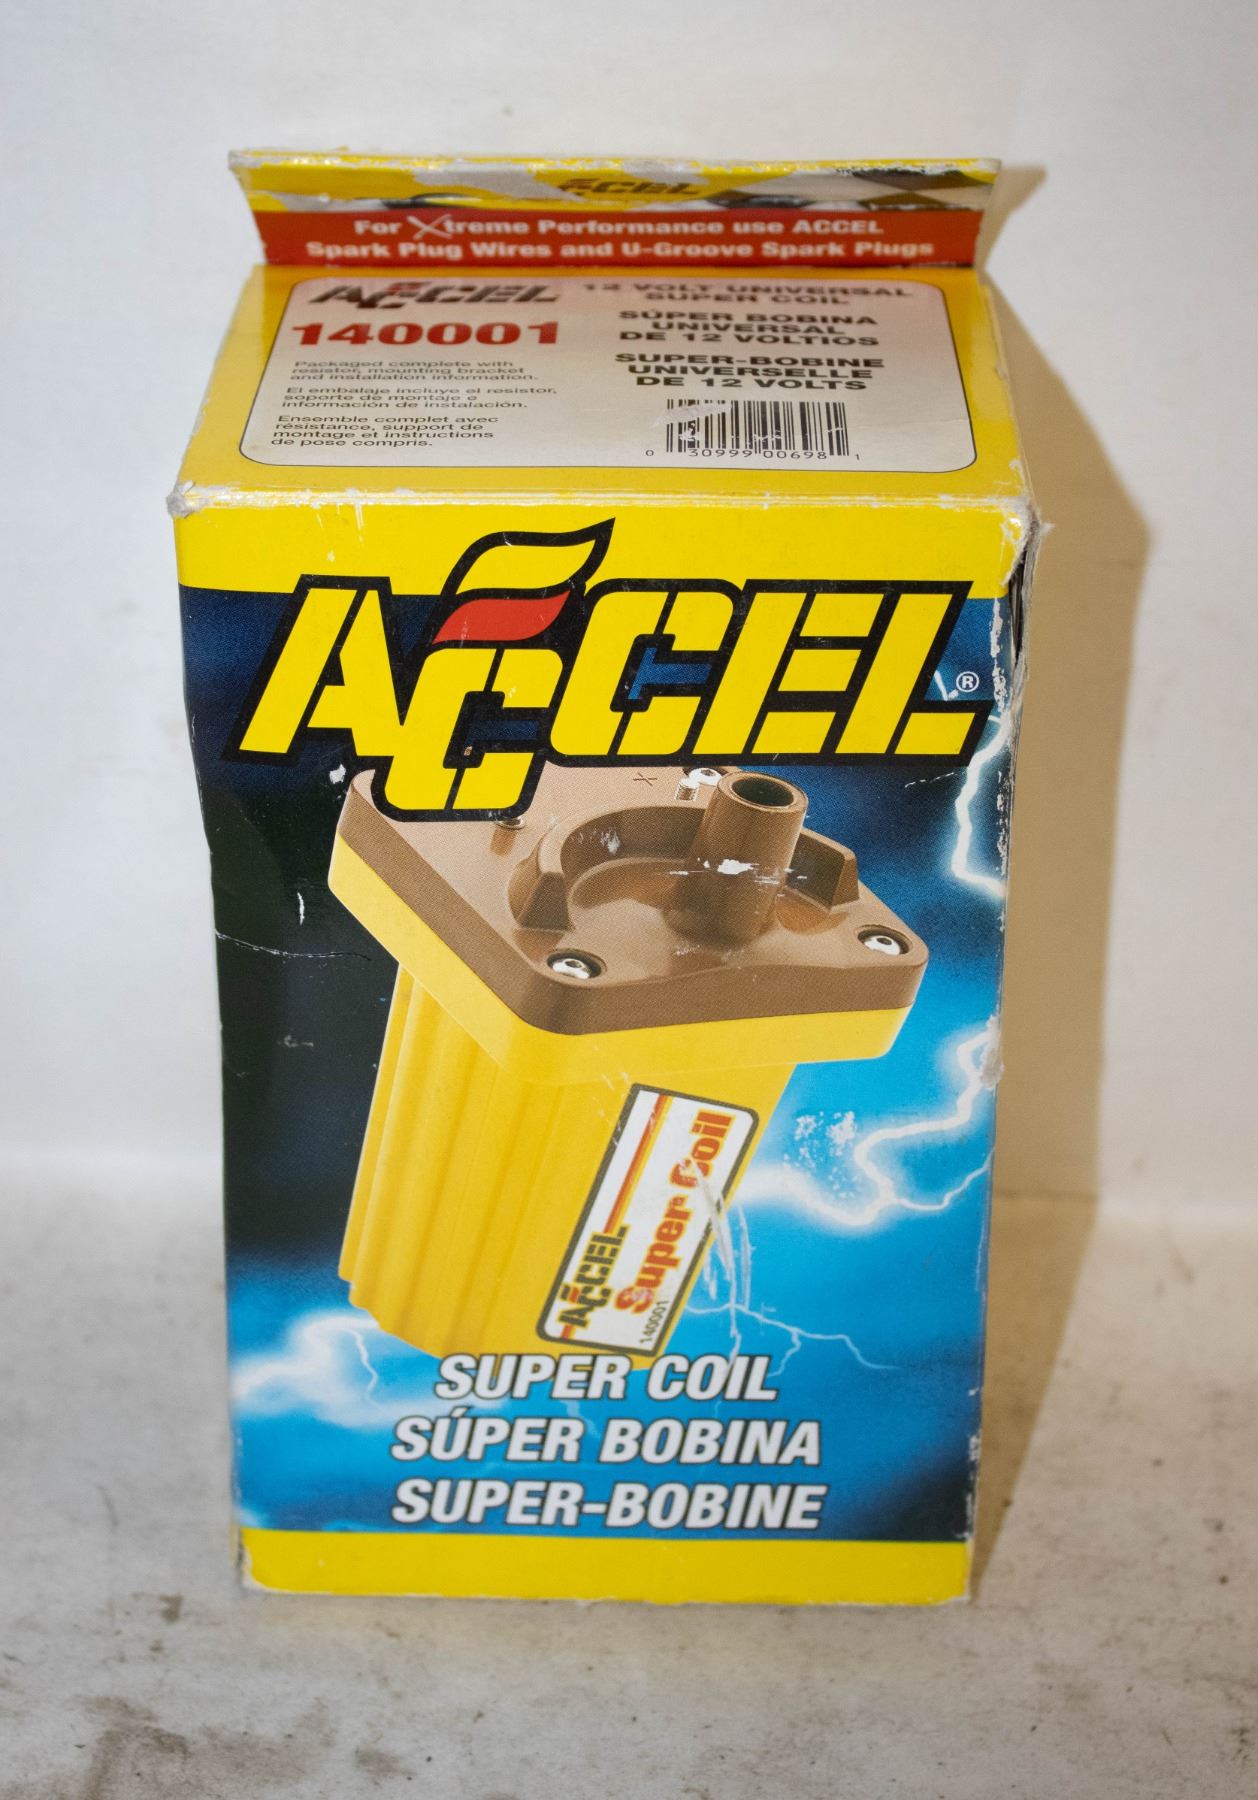 ACCEL
For Xtreme Performance use ACCEL
Spark Plug Wires and U-Groove Spark Plugs
ACCEL
140001
Packaged complete with
resistor, mounting bracket
and installation information.
El embalaje incluye el resistor,
soporte de montaje e
información de instalación.
Ensemble complet avec
résistance, support de
montage et instructions
de pose compris.
12 VOLT UNIVERSAL
SUPER COIL
SÚPER BOBINA
UNIVERSAL
DE 12 VOLTIOS
SUPER-BOBINE
UNIVERSELLE
DE 12 VOLTS
0 30999 00698 1
ACCEL®
ACCEL
Super Coil
140001
SUPER COIL
SÚPER BOBINA
SUPER-BOBINE